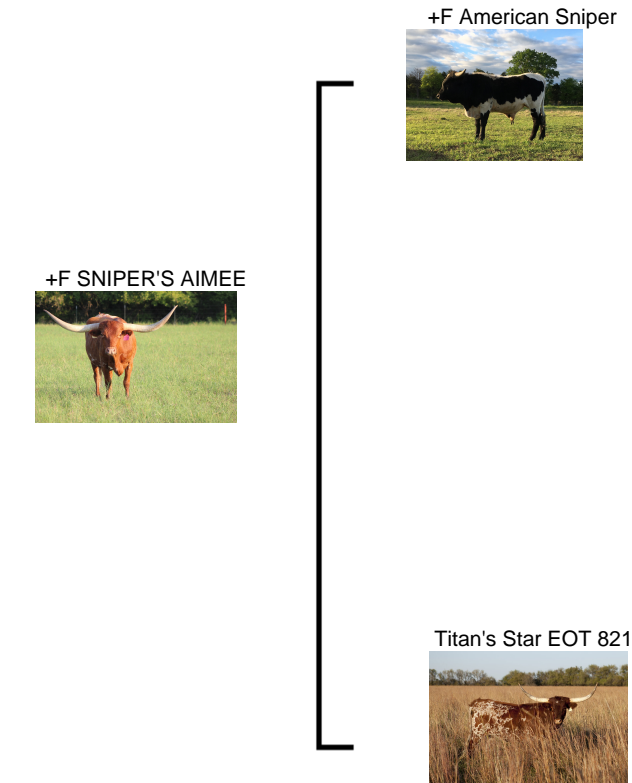 +F American Sniper
+F SNIPER'S AIMEE
Titan's Star EOT 821